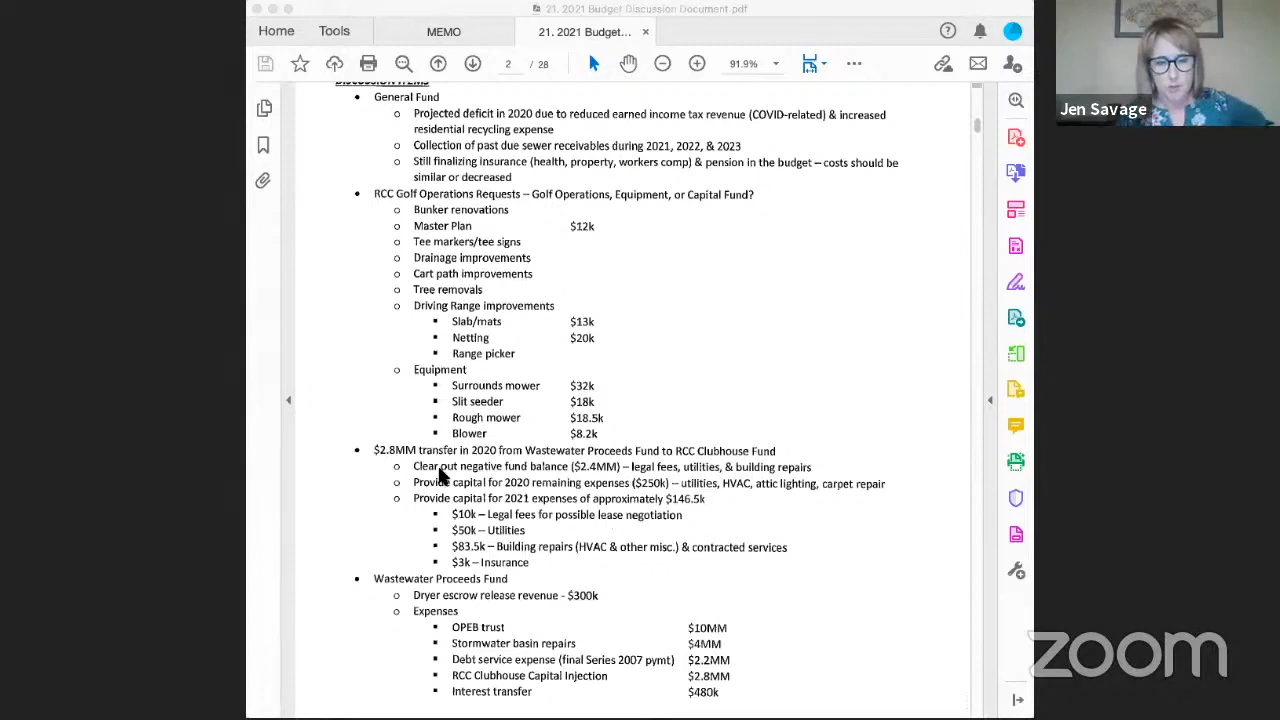 21. 2021 Budget Discussion Document.pdf
Home Tools MEMO 21. 2021 Budget... ×
2 / 28 91.9%
Jen Savage
DISCUSSION ITEMS
• General Fund
o Projected deficit in 2020 due to reduced earned income tax revenue (COVID-related) & increased
residential recycling expense
o Collection of past due sewer receivables during 2021, 2022, & 2023
o Still finalizing insurance (health, property, workers comp) & pension in the budget – costs should be
similar or decreased
• RCC Golf Operations Requests – Golf Operations, Equipment, or Capital Fund?
o Bunker renovations
o Master Plan $12k
o Tee markers/tee signs
o Drainage improvements
o Cart path improvements
o Tree removals
o Driving Range improvements
▪ Slab/mats $13k
▪ Netting $20k
▪ Range picker
o Equipment
▪ Surrounds mower $32k
▪ Slit seeder $18k
▪ Rough mower $18.5k
▪ Blower $8.2k
• $2.8MM transfer in 2020 from Wastewater Proceeds Fund to RCC Clubhouse Fund
o Clear out negative fund balance ($2.4MM) – legal fees, utilities, & building repairs
o Provide capital for 2020 remaining expenses ($250k) – utilities, HVAC, attic lighting, carpet repair
o Provide capital for 2021 expenses of approximately $146.5k
▪ $10k – Legal fees for possible lease negotiation
▪ $50k – Utilities
▪ $83.5k – Building repairs (HVAC & other misc.) & contracted services
▪ $3k – Insurance
• Wastewater Proceeds Fund
o Dryer escrow release revenue - $300k
o Expenses
▪ OPEB trust $10MM
▪ Stormwater basin repairs $4MM
▪ Debt service expense (final Series 2007 pymt) $2.2MM
▪ RCC Clubhouse Capital Injection $2.8MM
▪ Interest transfer $480k
zoom